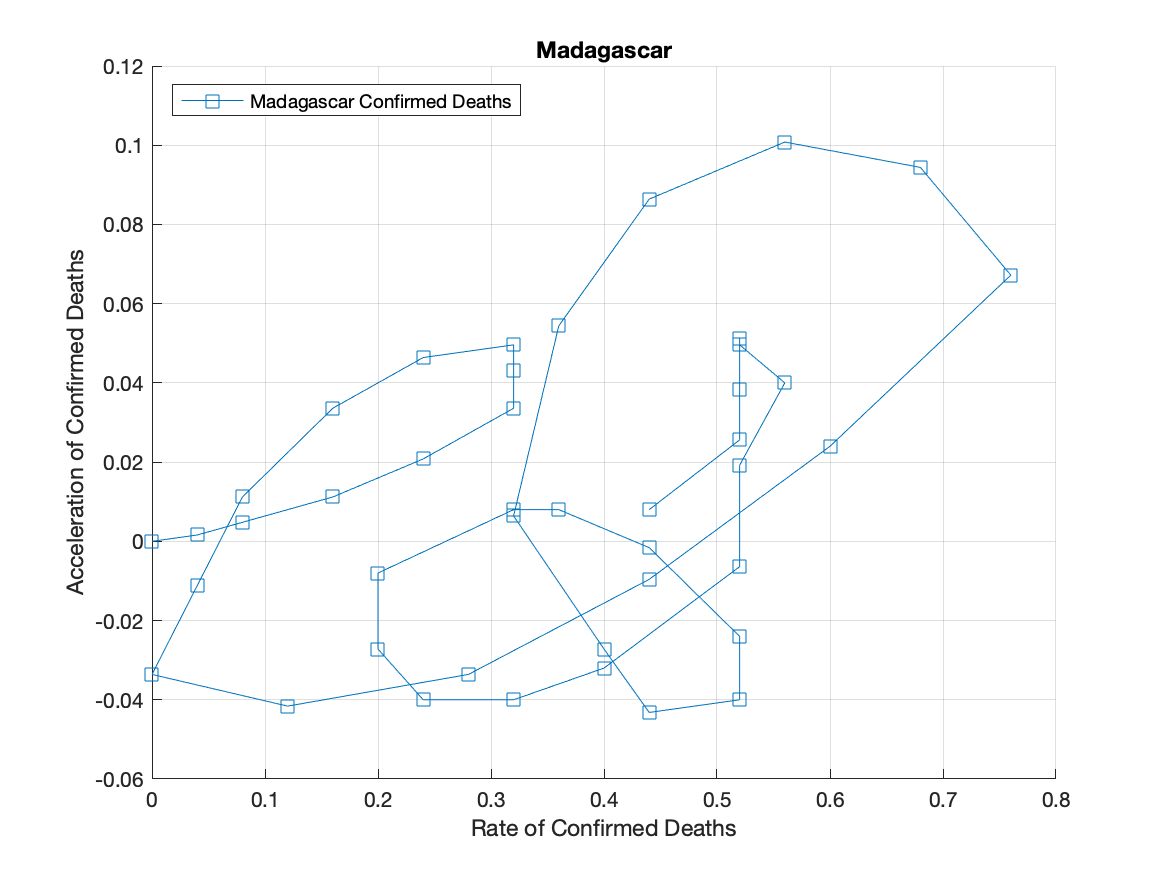 Madagascar
Madagascar Confirmed Deaths
0.12
0.1
0.08
0.06
0.04
0.02
0
-0.02
-0.04
-0.06
Acceleration of Confirmed Deaths
0 0.1 0.2 0.3 0.4 0.5 0.6 0.7 0.8
Rate of Confirmed Deaths